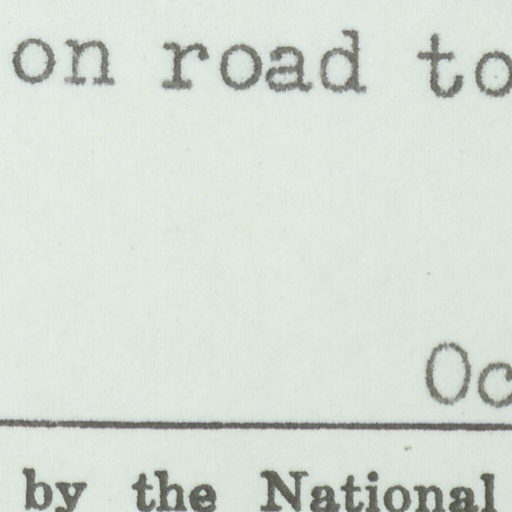 on road to
Oc
by the National